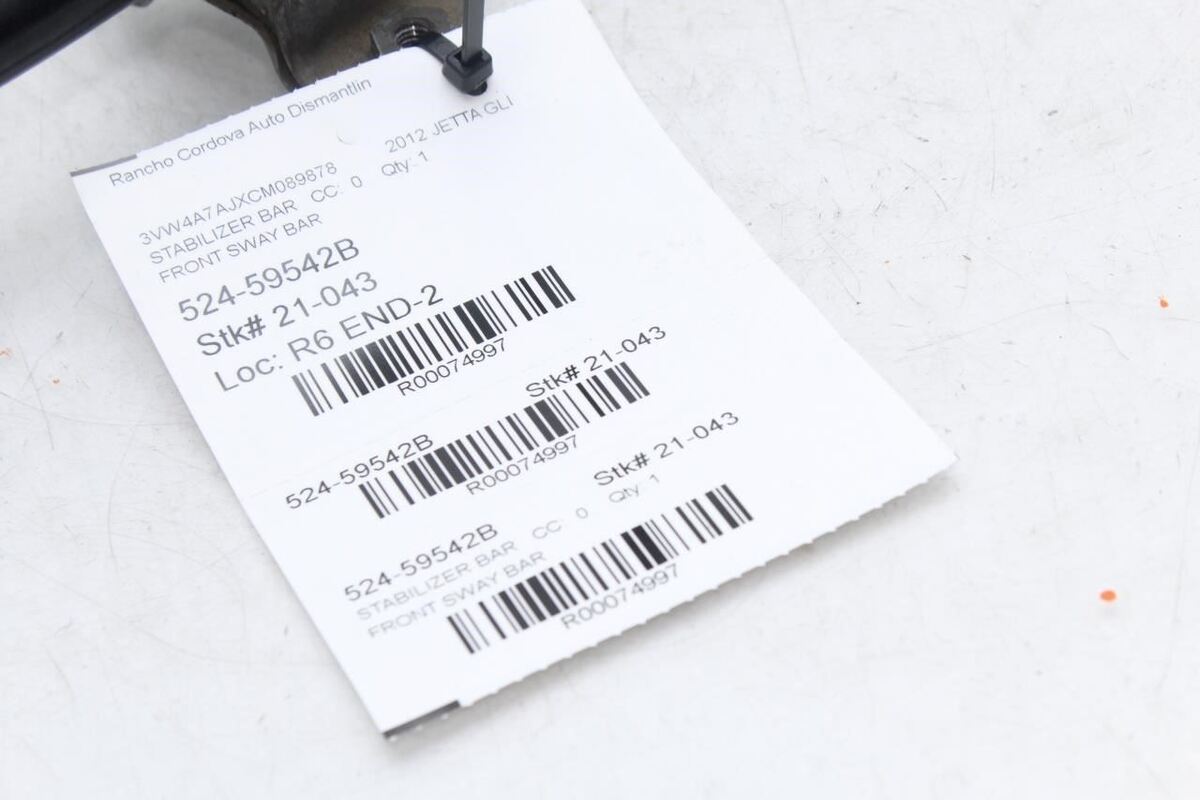 Rancho Cordova Auto Dismantlin
3VW4A7AJXCM089878 2012 JETTA GLI
STABILIZER BAR CC: 0 Qty: 1
FRONT SWAY BAR
524-59542B
Stk# 21-043
Loc: R6 END-2
R00074997
524-59542B Stk# 21-043
R00074997
524-59542B Stk# 21-043
STABILIZER BAR CC: 0 Qty: 1
FRONT SWAY BAR
R00074997